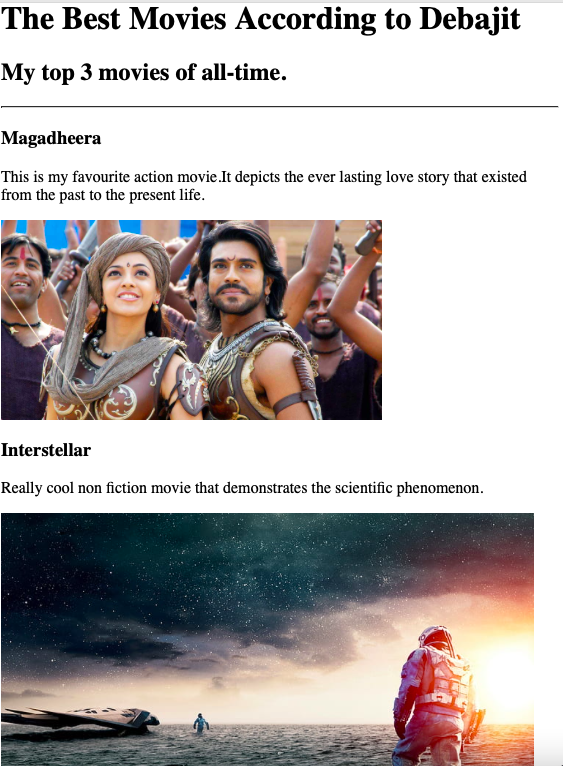 The Best Movies According to Debajit
My top 3 movies of all-time.
Magadheera
This is my favourite action movie.It depicts the ever lasting love story that existed
from the past to the present life.
Interstellar
Really cool non fiction movie that demonstrates the scientific phenomenon.